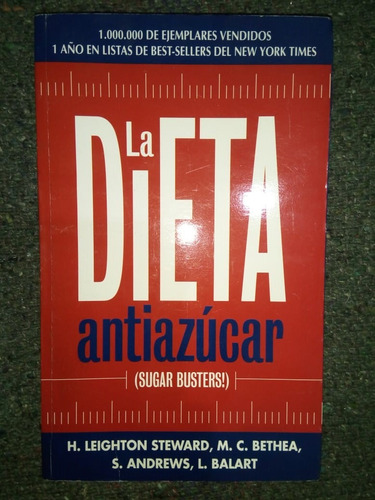 1.000.000 DE EJEMPLARES VENDIDOS
1 AÑO EN LISTAS DE BEST-SELLERS DEL NEW YORK TIMES
La
DiETA
antiazúcar
(SUGAR BUSTERS!)
H. LEIGHTON STEWARD, M. C. BETHEA,
S. ANDREWS, L. BALART